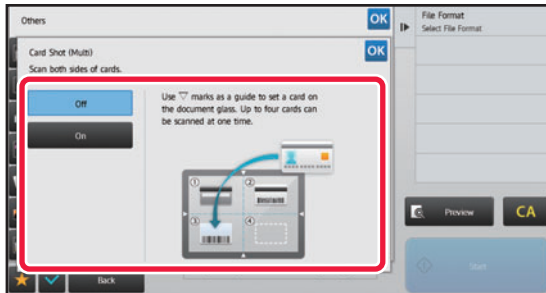 Others
OK
Card Shot (Multi)
OK
Scan both sides of cards.
Off
On
Use ▽ marks as a guide to set a card on
the document glass. Up to four cards can
be scanned at one time.
①
②
③
④
Back
File Format
Select File Format
Preview
CA
Start